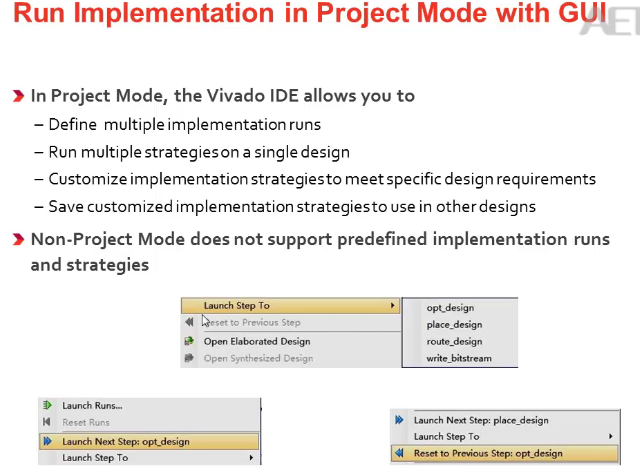 Run Implementation in Project Mode with GUI
In Project Mode, the Vivado IDE allows you to
– Define multiple implementation runs
– Run multiple strategies on a single design
– Customize implementation strategies to meet specific design requirements
– Save customized implementation strategies to use in other designs
Non-Project Mode does not support predefined implementation runs
and strategies
Launch Step To
Reset to Previous Step
Open Elaborated Design
Open Synthesized Design
opt_design
place_design
route_design
write_bitstream
Launch Runs...
Reset Runs
Launch Next Step: opt_design
Launch Step To
Launch Next Step: place_design
Launch Step To
Reset to Previous Step: opt_design